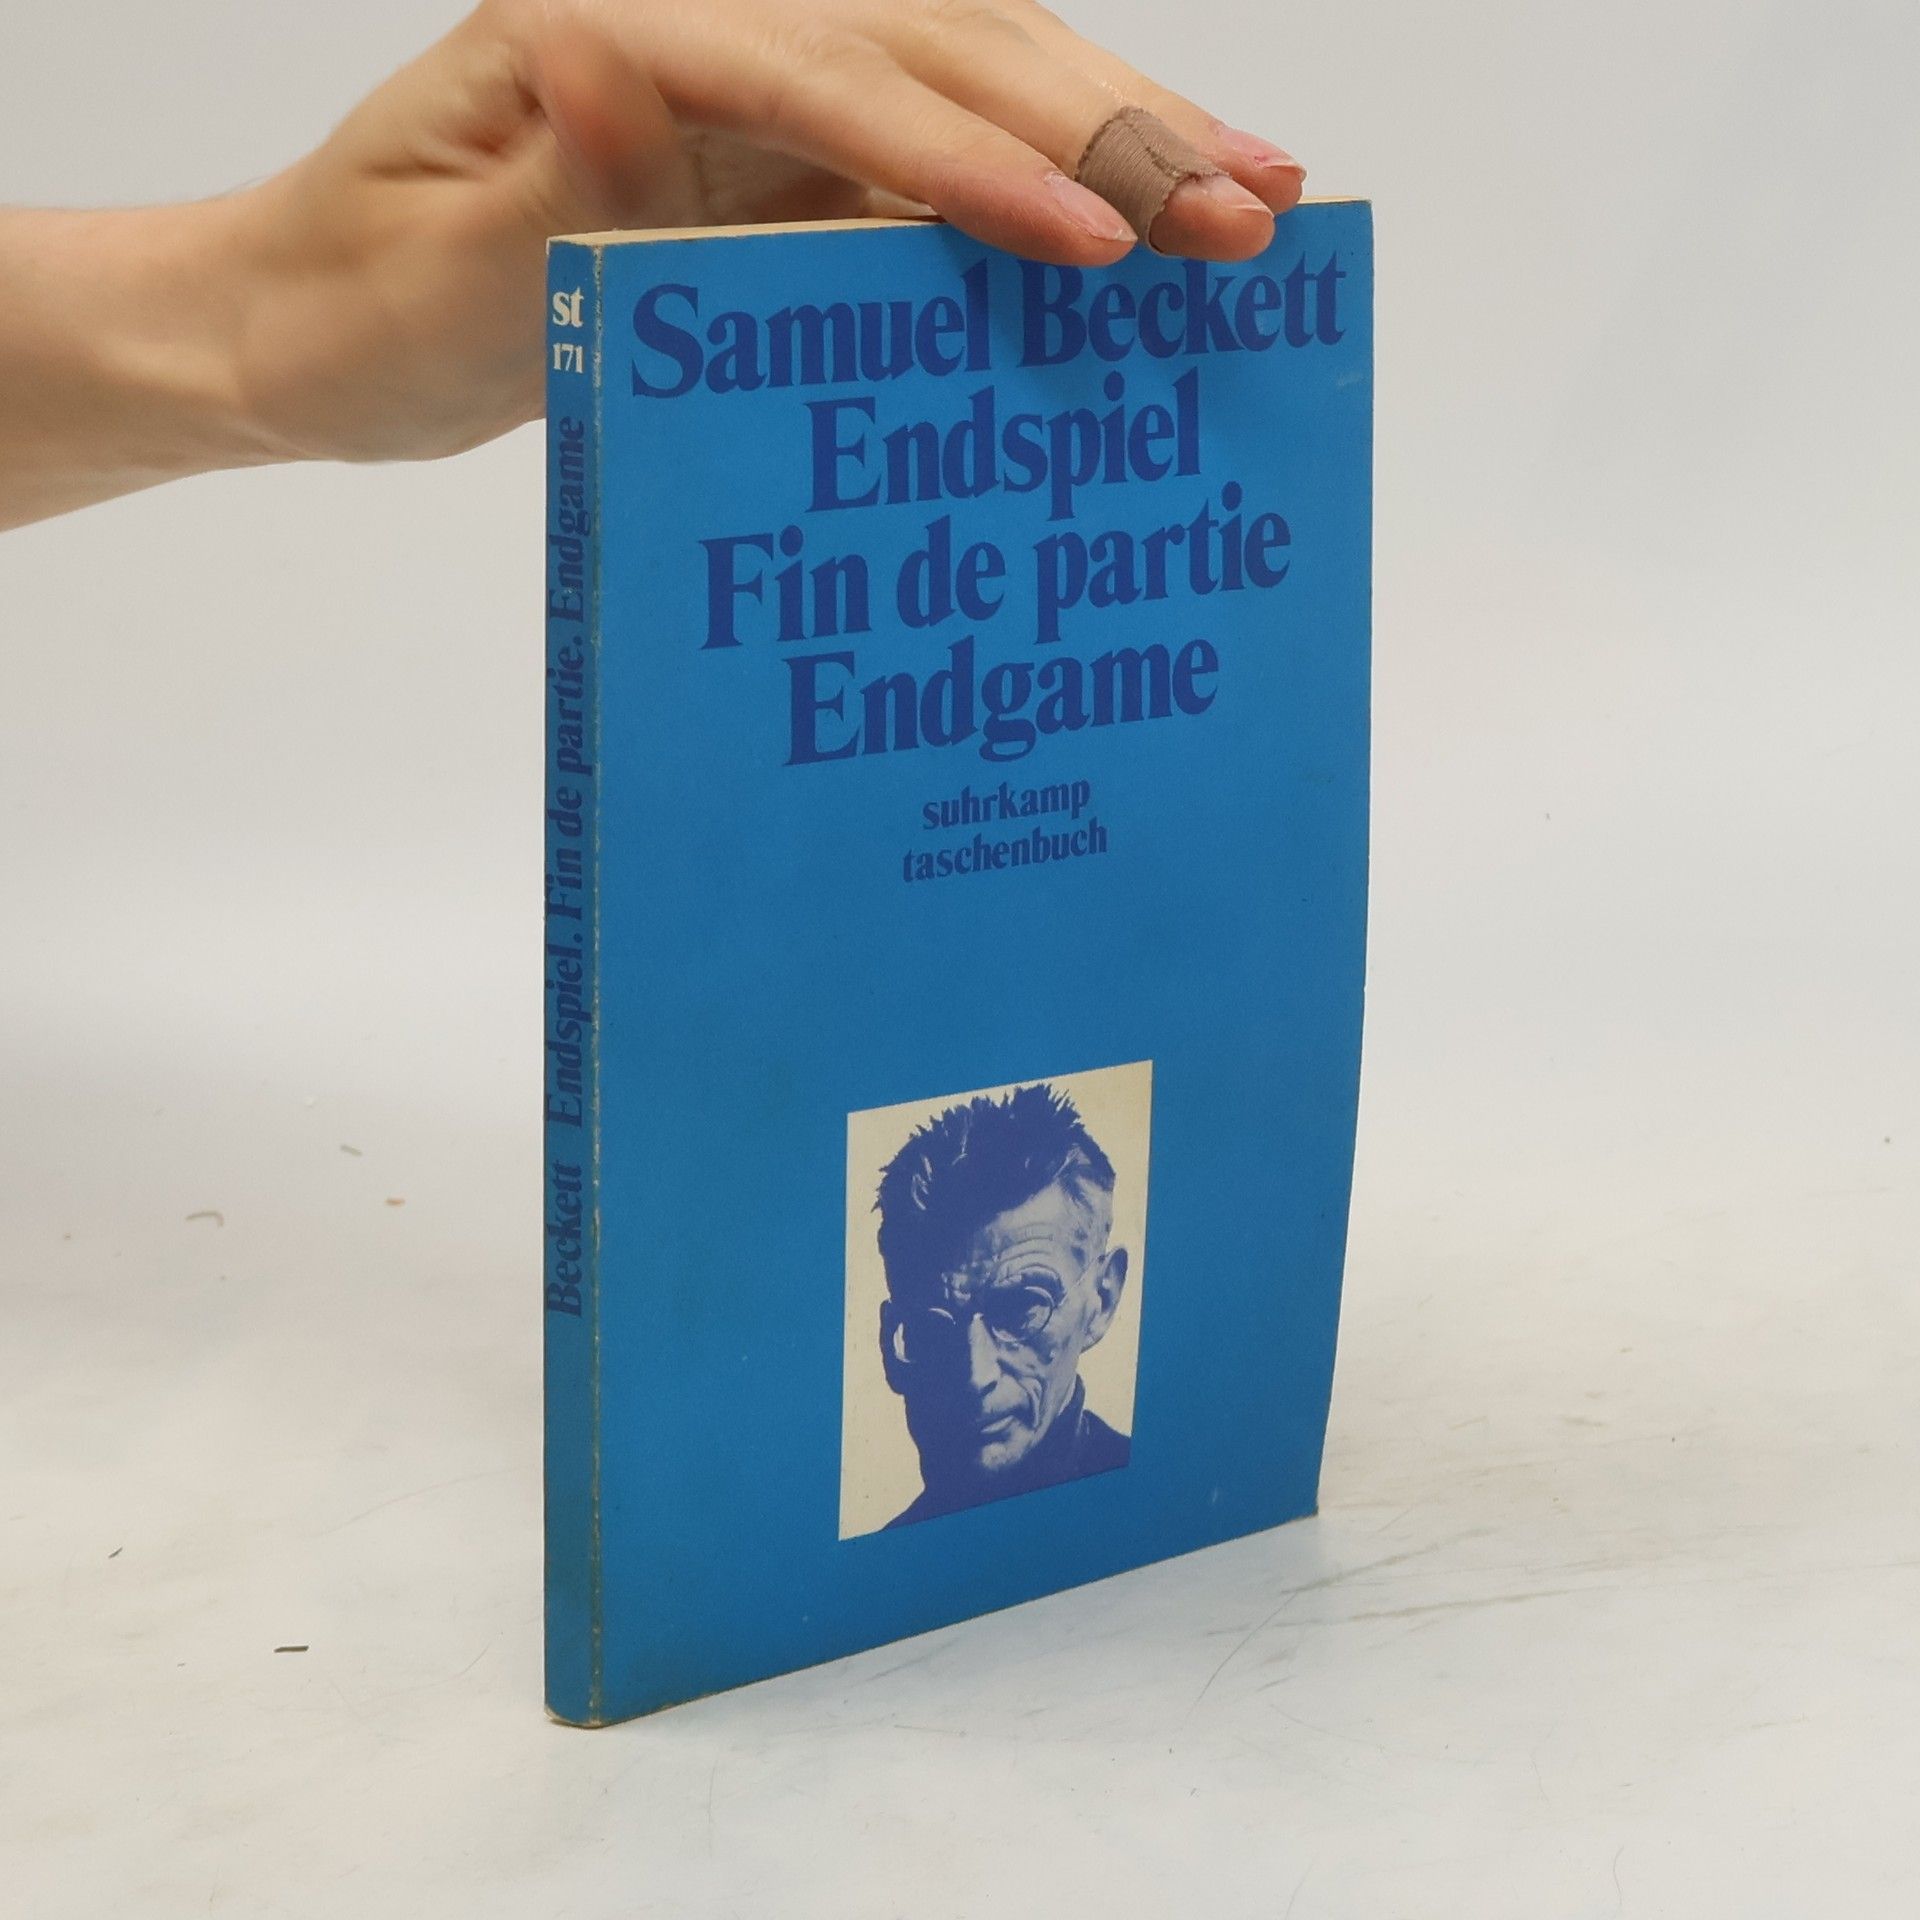 st
171
Beckett Endspiel. Fin de partie. Endgame
Samuel Beckett
Endspiel
Fin de partie
Endgame
suhrkamp
taschenbuch